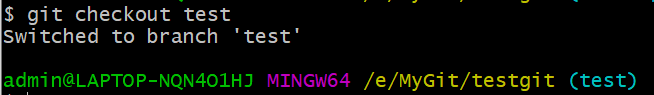 $ git checkout test
Switched to branch 'test'
admin@LAPTOP-NQN4O1HJ MINGW64 /e/MyGit/testgit (test)